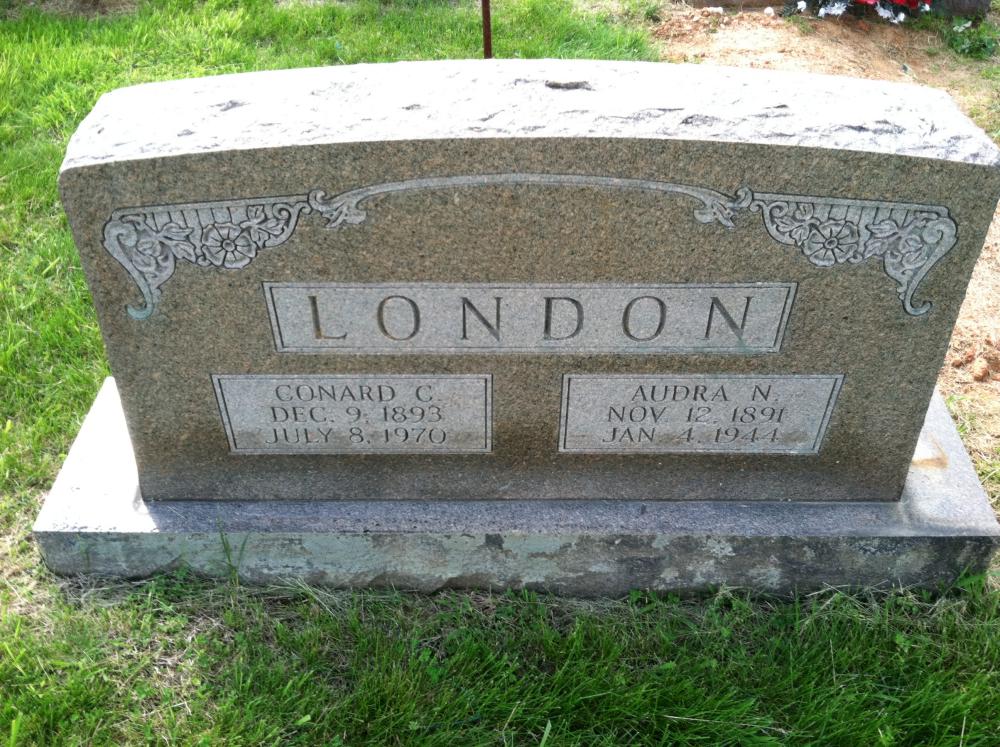 LONDON
CONARD C.
DEC. 9, 1893
JULY 8, 1970
AUDRA N.
NOV. 12, 1891
JAN. 4, 1944